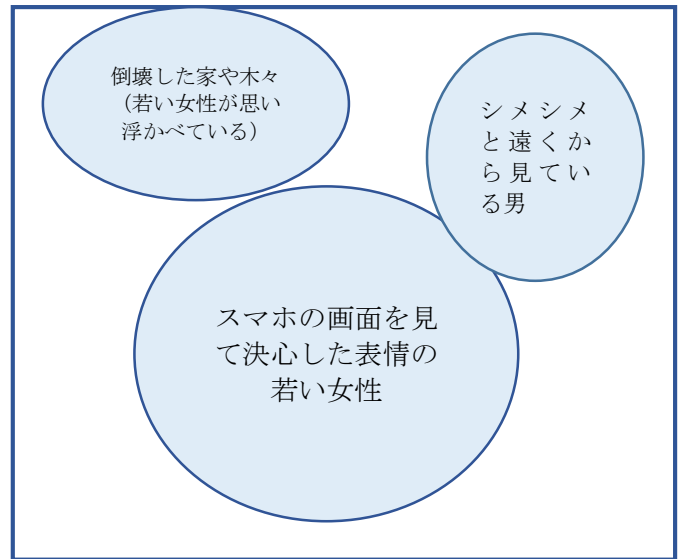 倒壊した家や木々
（若い女性が思い
浮かべている）
シメシメ
と遠くか
ら見てい
る男
スマホの画面を見
て決心した表情の
若い女性